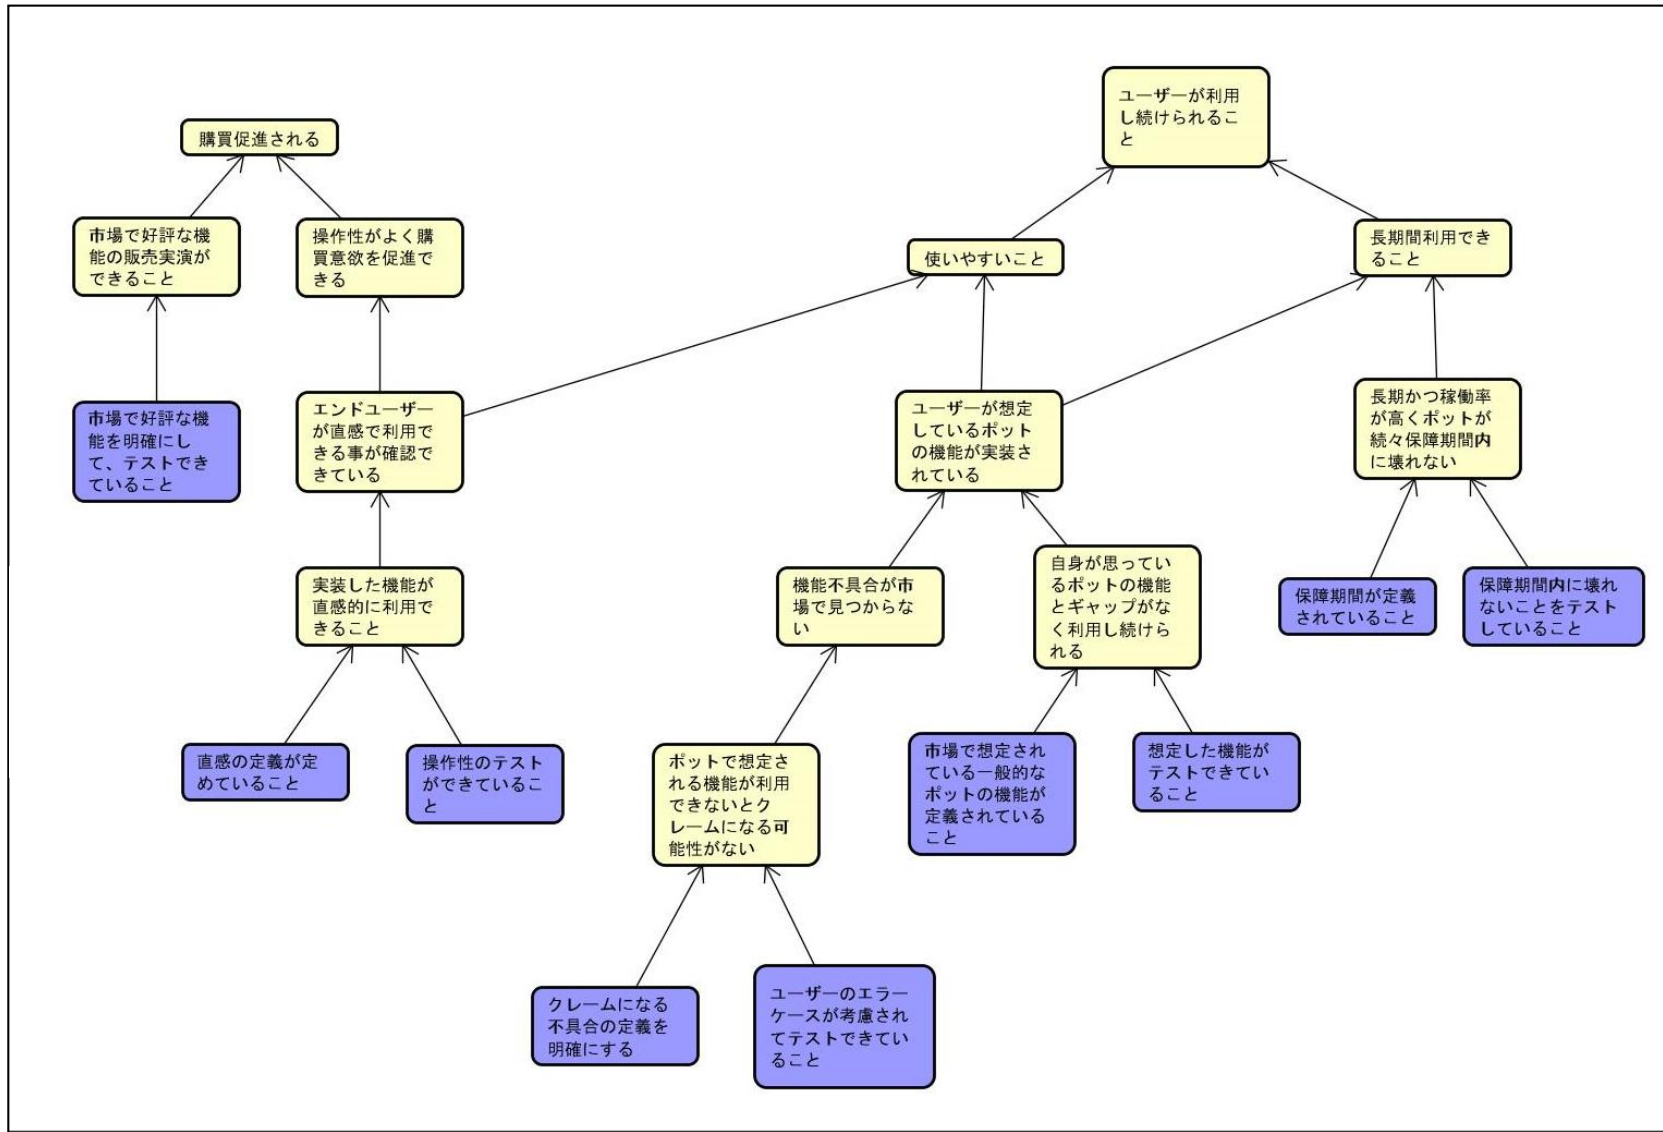 ユーザーが利用
し続けられるこ
と
購買促進される
市場で好評な機
能の販売実演が
できること
操作性がよく購
買意欲を促進で
きる
使いやすいこと
長期間利用でき
ること
市場で好評な機
能を明確にし
て、テストでき
ていること
エンドユーザー
が直感で利用で
きる事が確認で
きている
ユーザーが想定
しているポット
の機能が実装さ
れている
長期かつ稼働率
が高くポットが
続々保障期間内
に壊れない
実装した機能が
直感的に利用で
きること
機能不具合が市
場で見つからな
い
自身が思ってい
るポットの機能
とギャップがな
く利用し続けら
れる
保障期間が定義
されていること
保障期間内に壊れ
ないことをテスト
していること
直感の定義が定
めていること
操作性のテスト
ができているこ
と
ポットで想定さ
れる機能が利用
できないとク
レームになる可
能性がない
市場で想定され
ている一般的な
ポットの機能が
定義されている
こと
想定した機能が
テストできてい
ること
クレームになる
不具合の定義を
明確にする
ユーザーのエラー
ケースが考慮され
てテストできてい
ること